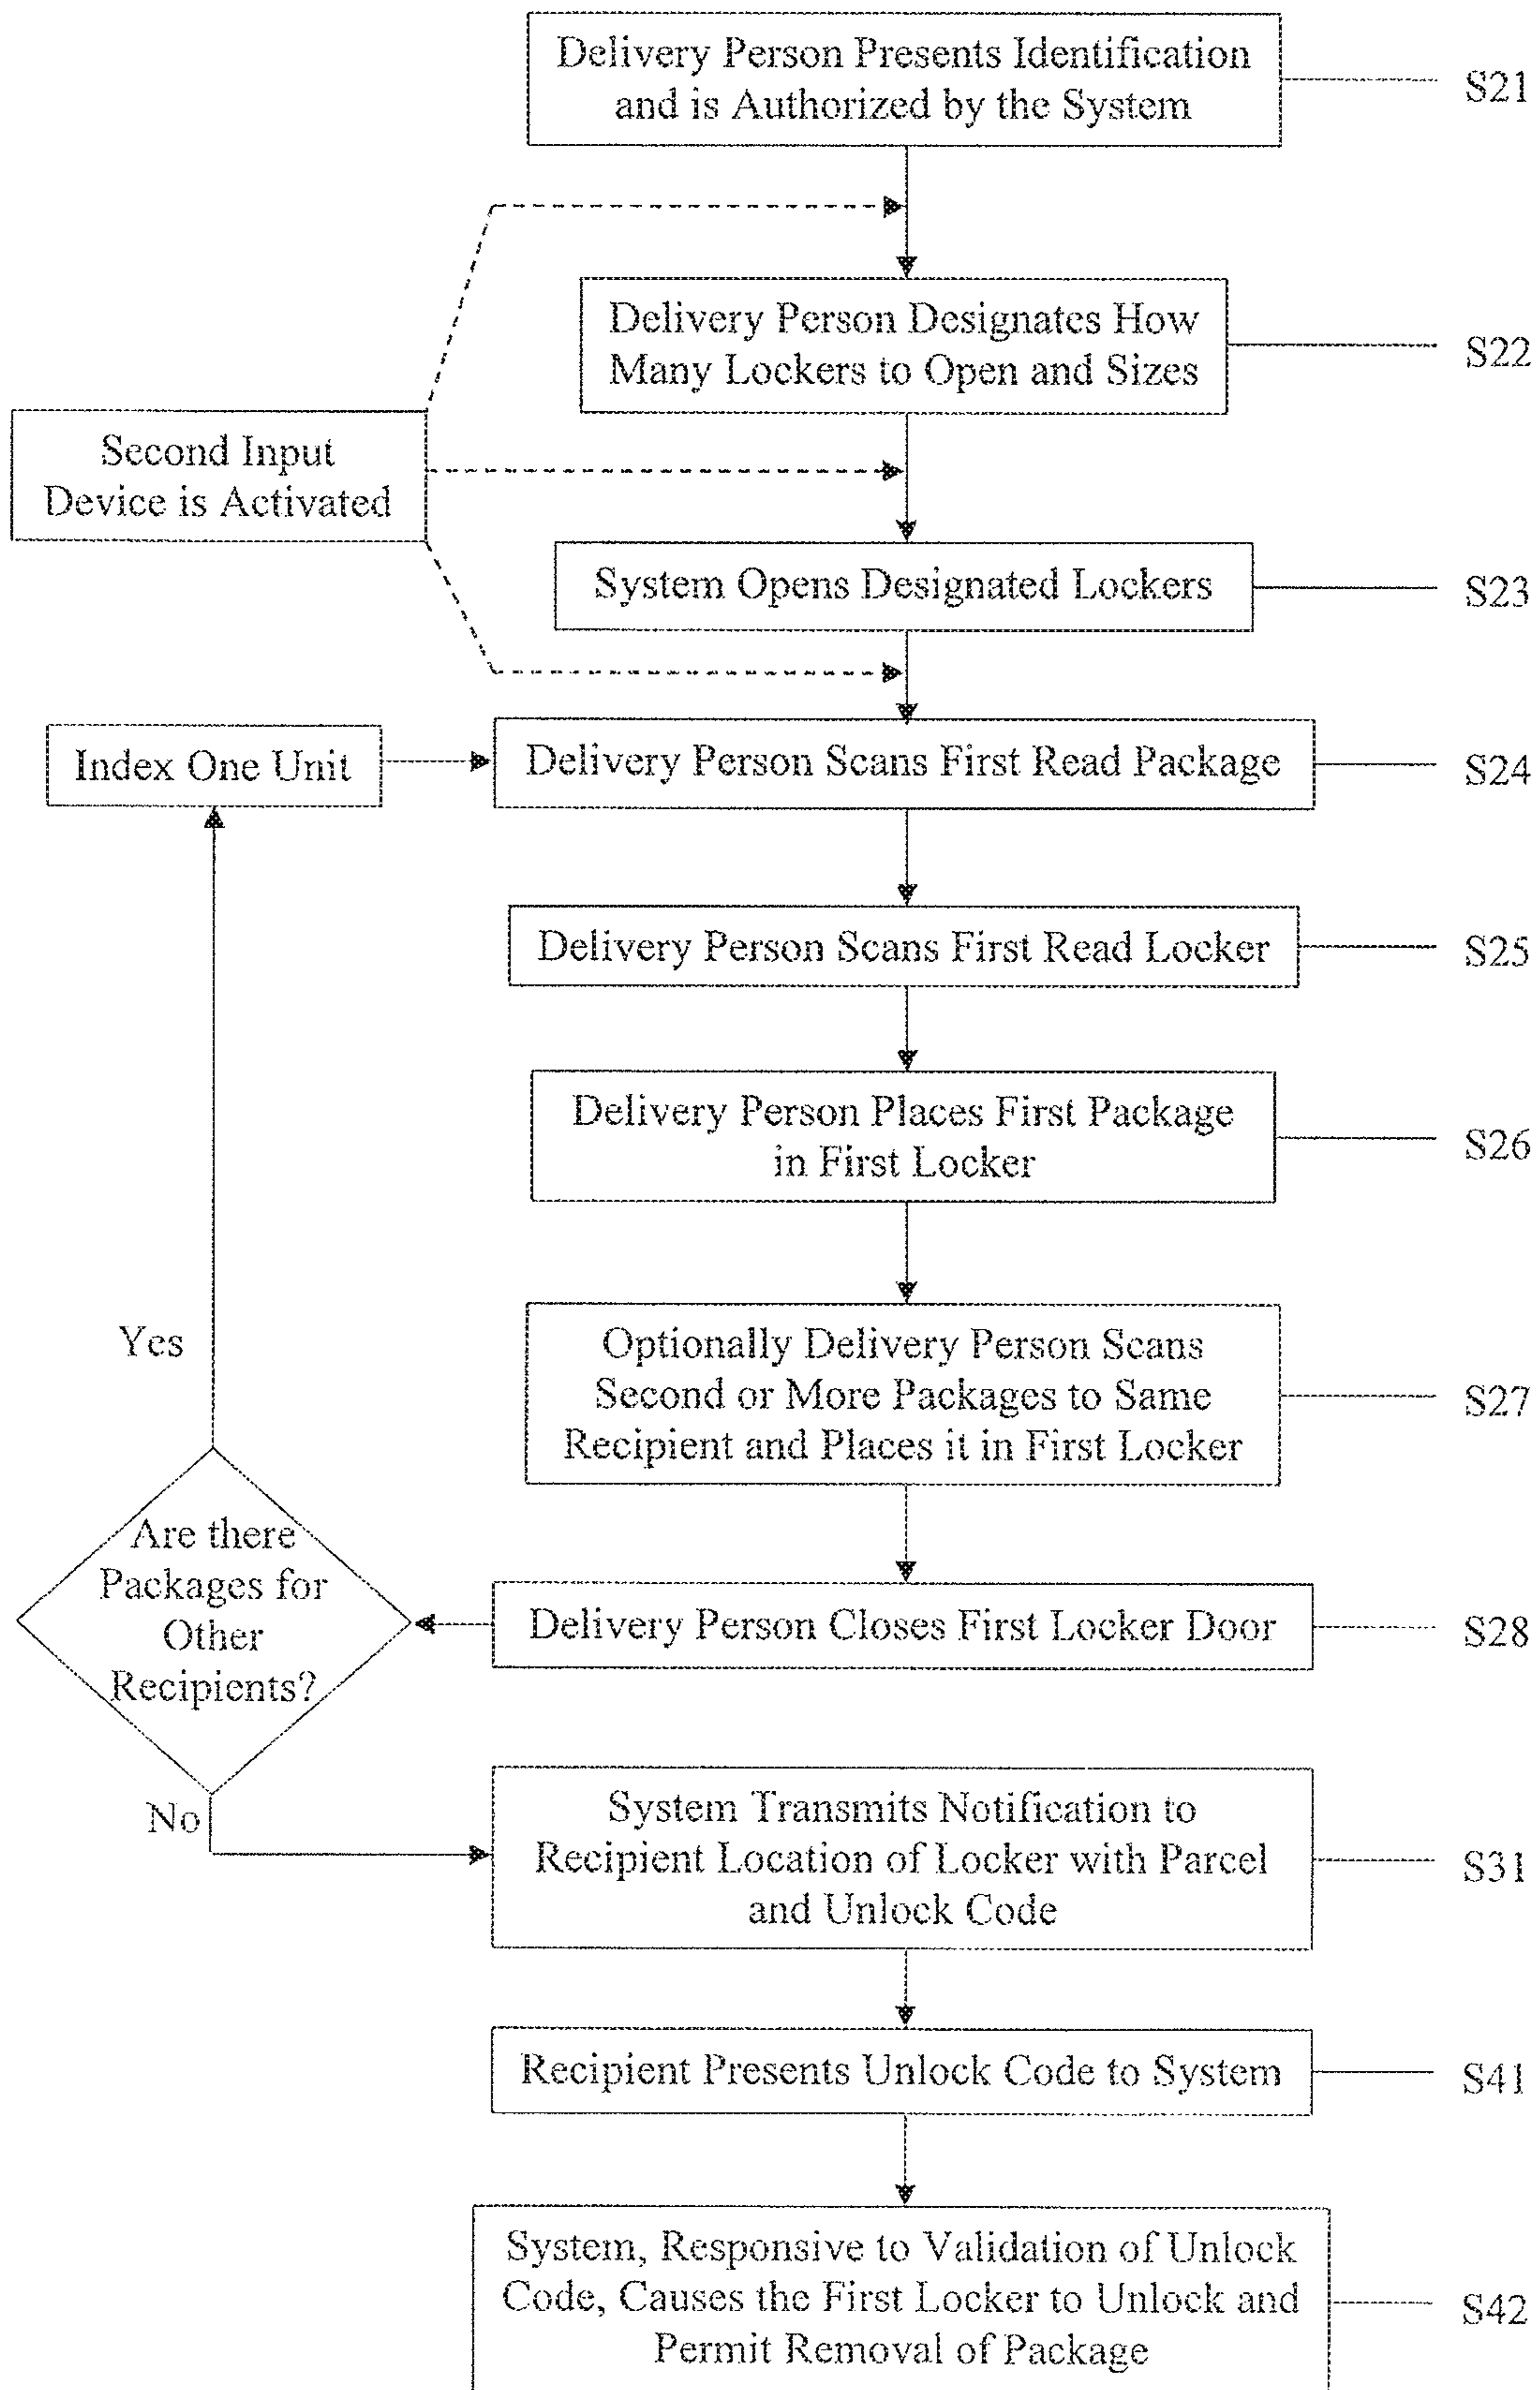 Delivery Person Presents Identification
and is Authorized by the System
S21
Delivery Person Designates How
Many Lockers to Open and Sizes
S22
Second Input
Device is Activated
System Opens Designated Lockers
S23
Index One Unit
Delivery Person Scans First Read Package
S24
Delivery Person Scans First Read Locker
S25
Delivery Person Places First Package
in First Locker
S26
Yes
Optionally Delivery Person Scans
Second or More Packages to Same
Recipient and Places it in First Locker
S27
Are there
Packages for
Other
Recipients?
Delivery Person Closes First Locker Door
S28
No
System Transmits Notification to
Recipient Location of Locker with Parcel
and Unlock Code
S31
Recipient Presents Unlock Code to System
S41
System, Responsive to Validation of Unlock
Code, Causes the First Locker to Unlock and
Permit Removal of Package
S42